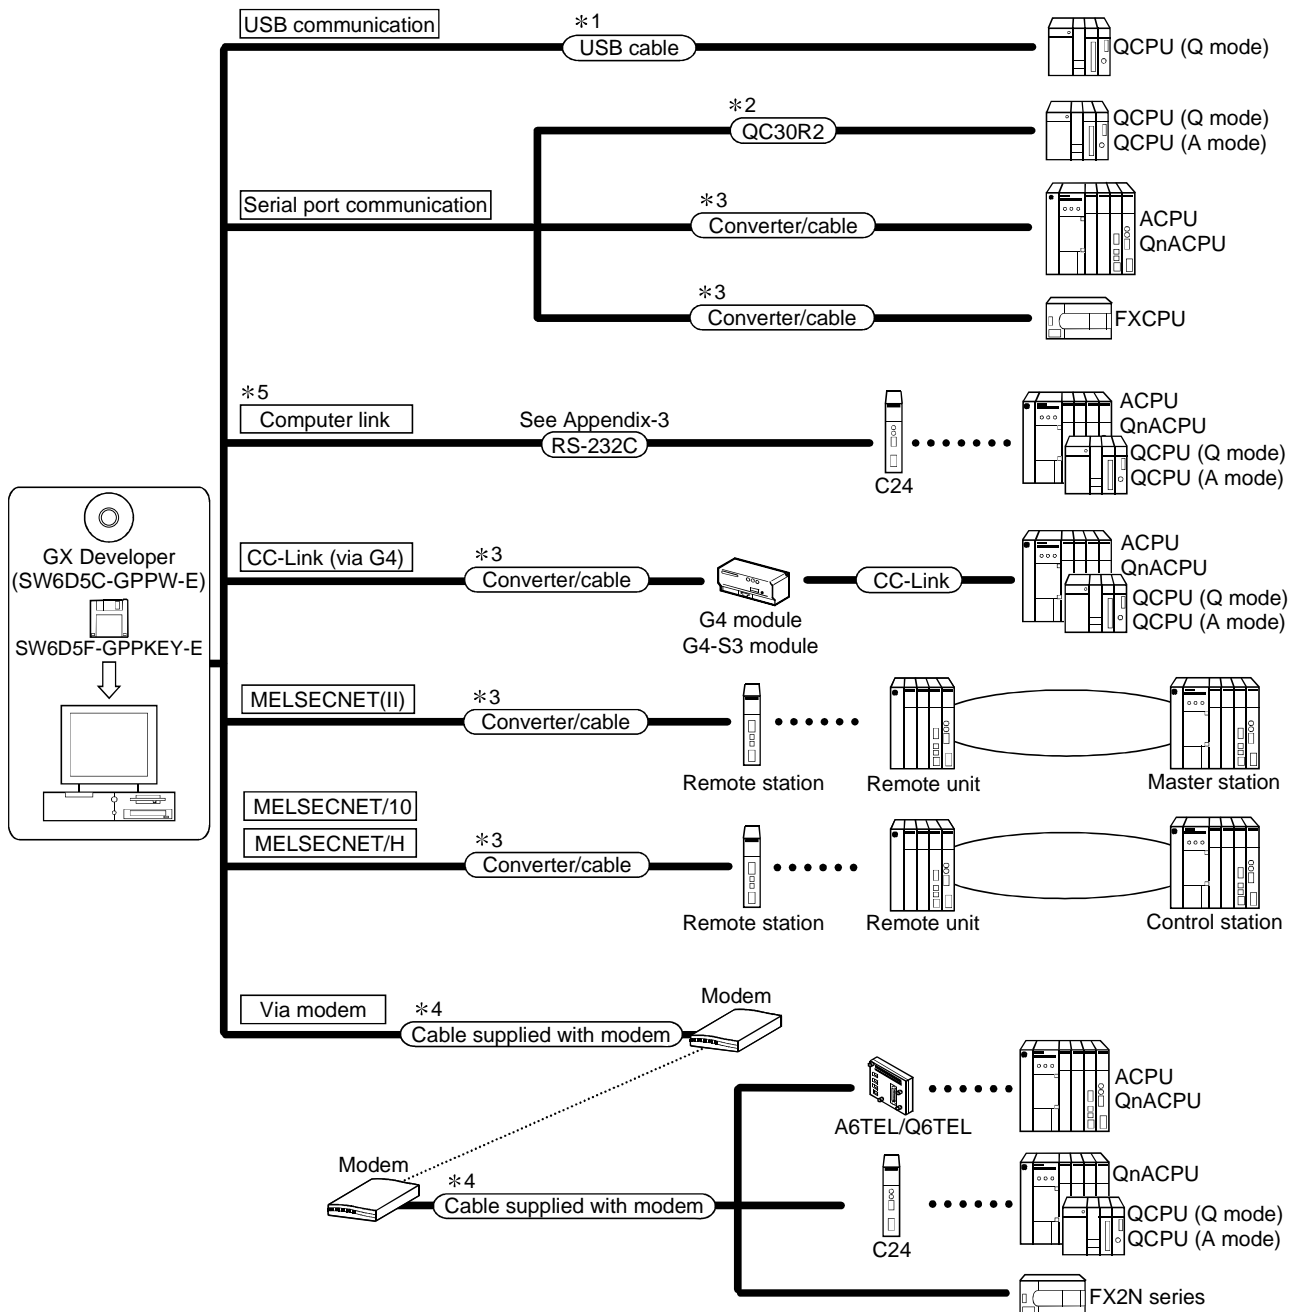 USB communication
*1
USB cable
QCPU (Q mode)
*2
QC30R2
QCPU (Q mode)
QCPU (A mode)
Serial port communication
*3
Converter/cable
ACPU
QnACPU
*3
Converter/cable
FXCPU
*5
Computer link
See Appendix-3
RS-232C
C24
ACPU
QnACPU
QCPU (Q mode)
QCPU (A mode)
GX Developer
(SW6D5C-GPPW-E)
SW6D5F-GPPKEY-E
CC-Link (via G4)
*3
Converter/cable
G4 module
G4-S3 module
CC-Link
ACPU
QnACPU
QCPU (Q mode)
QCPU (A mode)
MELSECNET(II)
*3
Converter/cable
Remote station
Remote unit
Master station
MELSECNET/10
MELSECNET/H
*3
Converter/cable
Remote station
Remote unit
Control station
Via modem
*4
Cable supplied with modem
Modem
A6TEL/Q6TEL
ACPU
QnACPU
Modem
*4
Cable supplied with modem
C24
QnACPU
QCPU (Q mode)
QCPU (A mode)
FX2N series